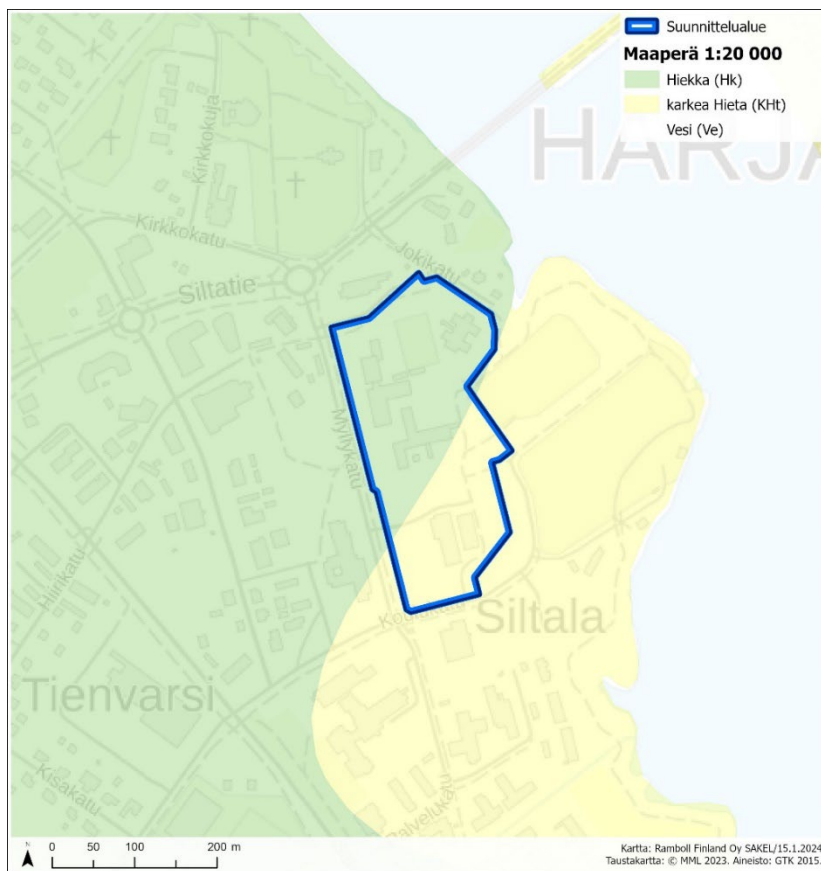 Suunnittelualue
Maaperä 1:20 000
Hiekka (Hk)
karkea Hieta (KHt)
Vesi (Ve)
Kirkkokuja
Kirkkokatu
Jokikatu
Siltatie
Myllykatu
Hiirikatu
Siltala
Tienvarsi
Kisakatu
Palvelukatu
N
0 50 100 200 m
Kartta: Ramboll Finland Oy SAKEL/15.1.2024
Taustakartta: © MML 2023. Aineisto: GTK 2015.